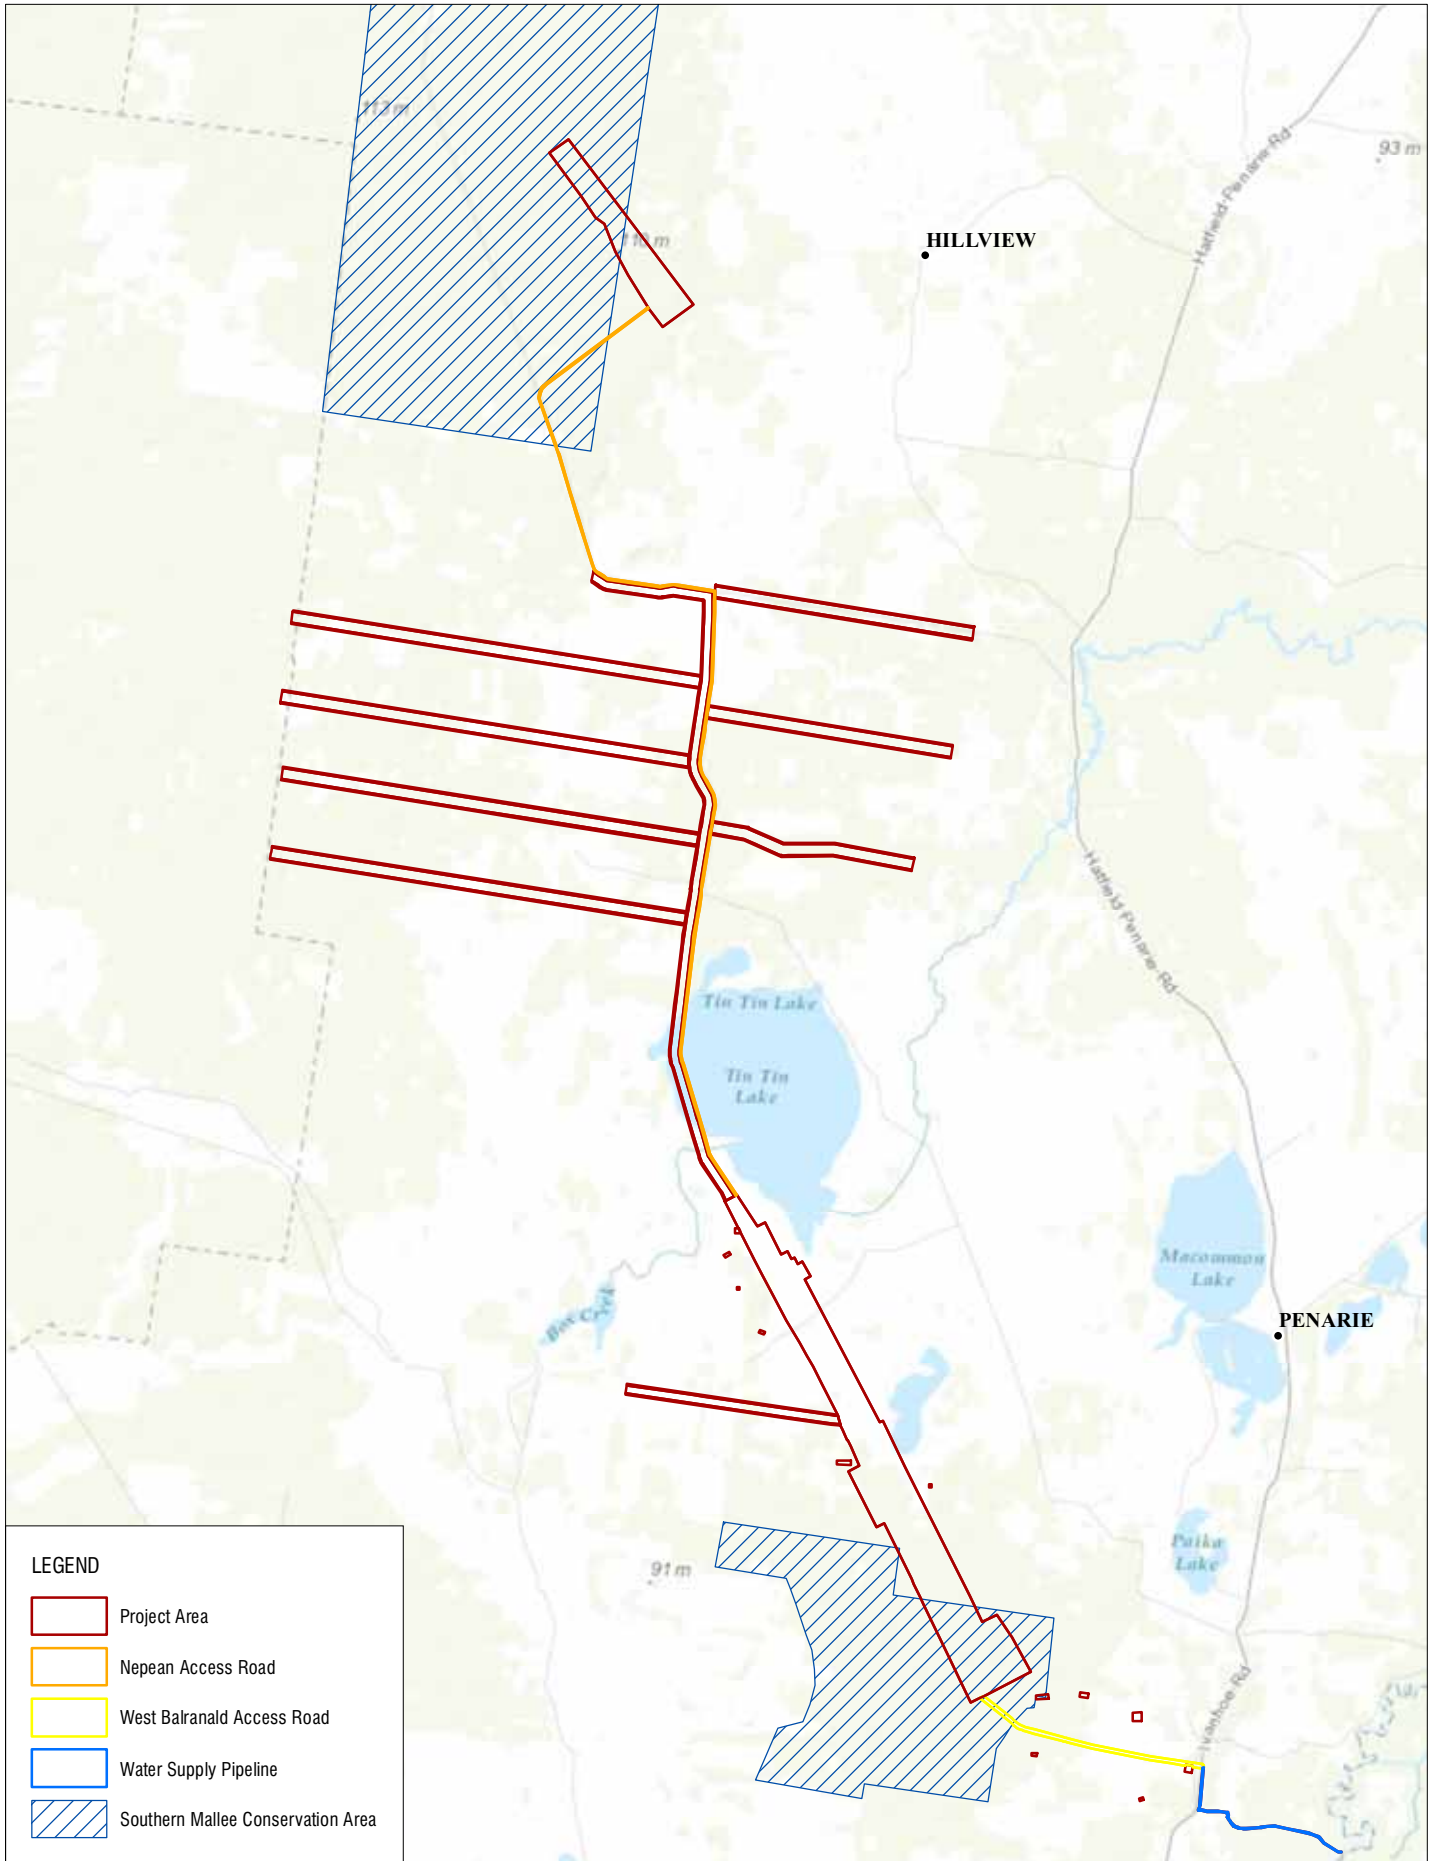 113 m
93 m
Hatfield-Penarie-Rd
110 m
HILLVIEW
Hatfield-Penarie-Rd
Tin Tin Lake
Tin Tin
Lake
Macommon
Lake
Box Creek
PENARIE
Paika
Lake
91 m
Ivanhoe Rd
LEGEND
Project Area
Nepean Access Road
West Balranald Access Road
Water Supply Pipeline
Southern Mallee Conservation Area